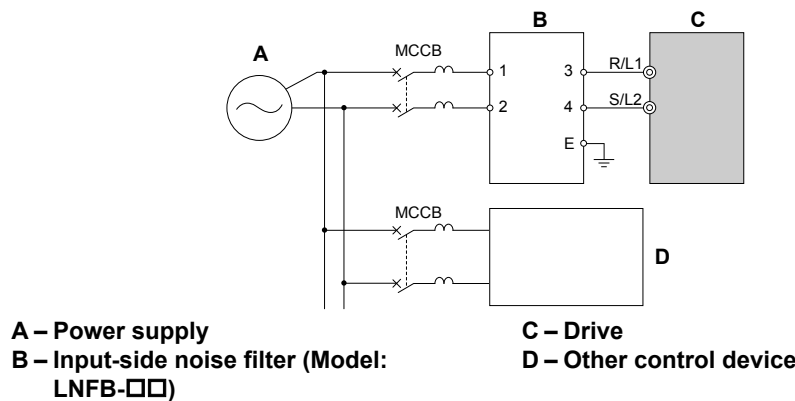 B
C
A
MCCB
1
3
R/L1
2
4
S/L2
E
MCCB
D
A – Power supply
B – Input-side noise filter (Model:
LNFB-□□)
C – Drive
D – Other control device